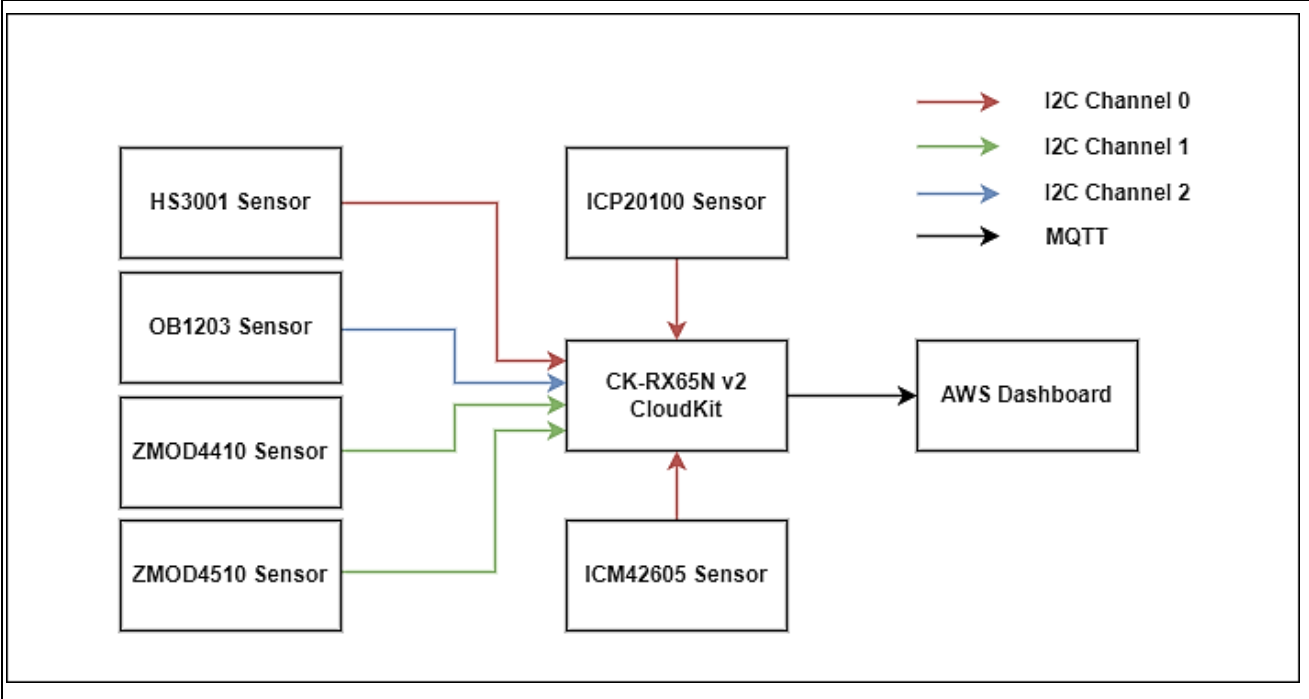 I2C Channel 0
I2C Channel 1
I2C Channel 2
MQTT
HS3001 Sensor
ICP20100 Sensor
OB1203 Sensor
CK-RX65N v2
CloudKit
AWS Dashboard
ZMOD4410 Sensor
ZMOD4510 Sensor
ICM42605 Sensor